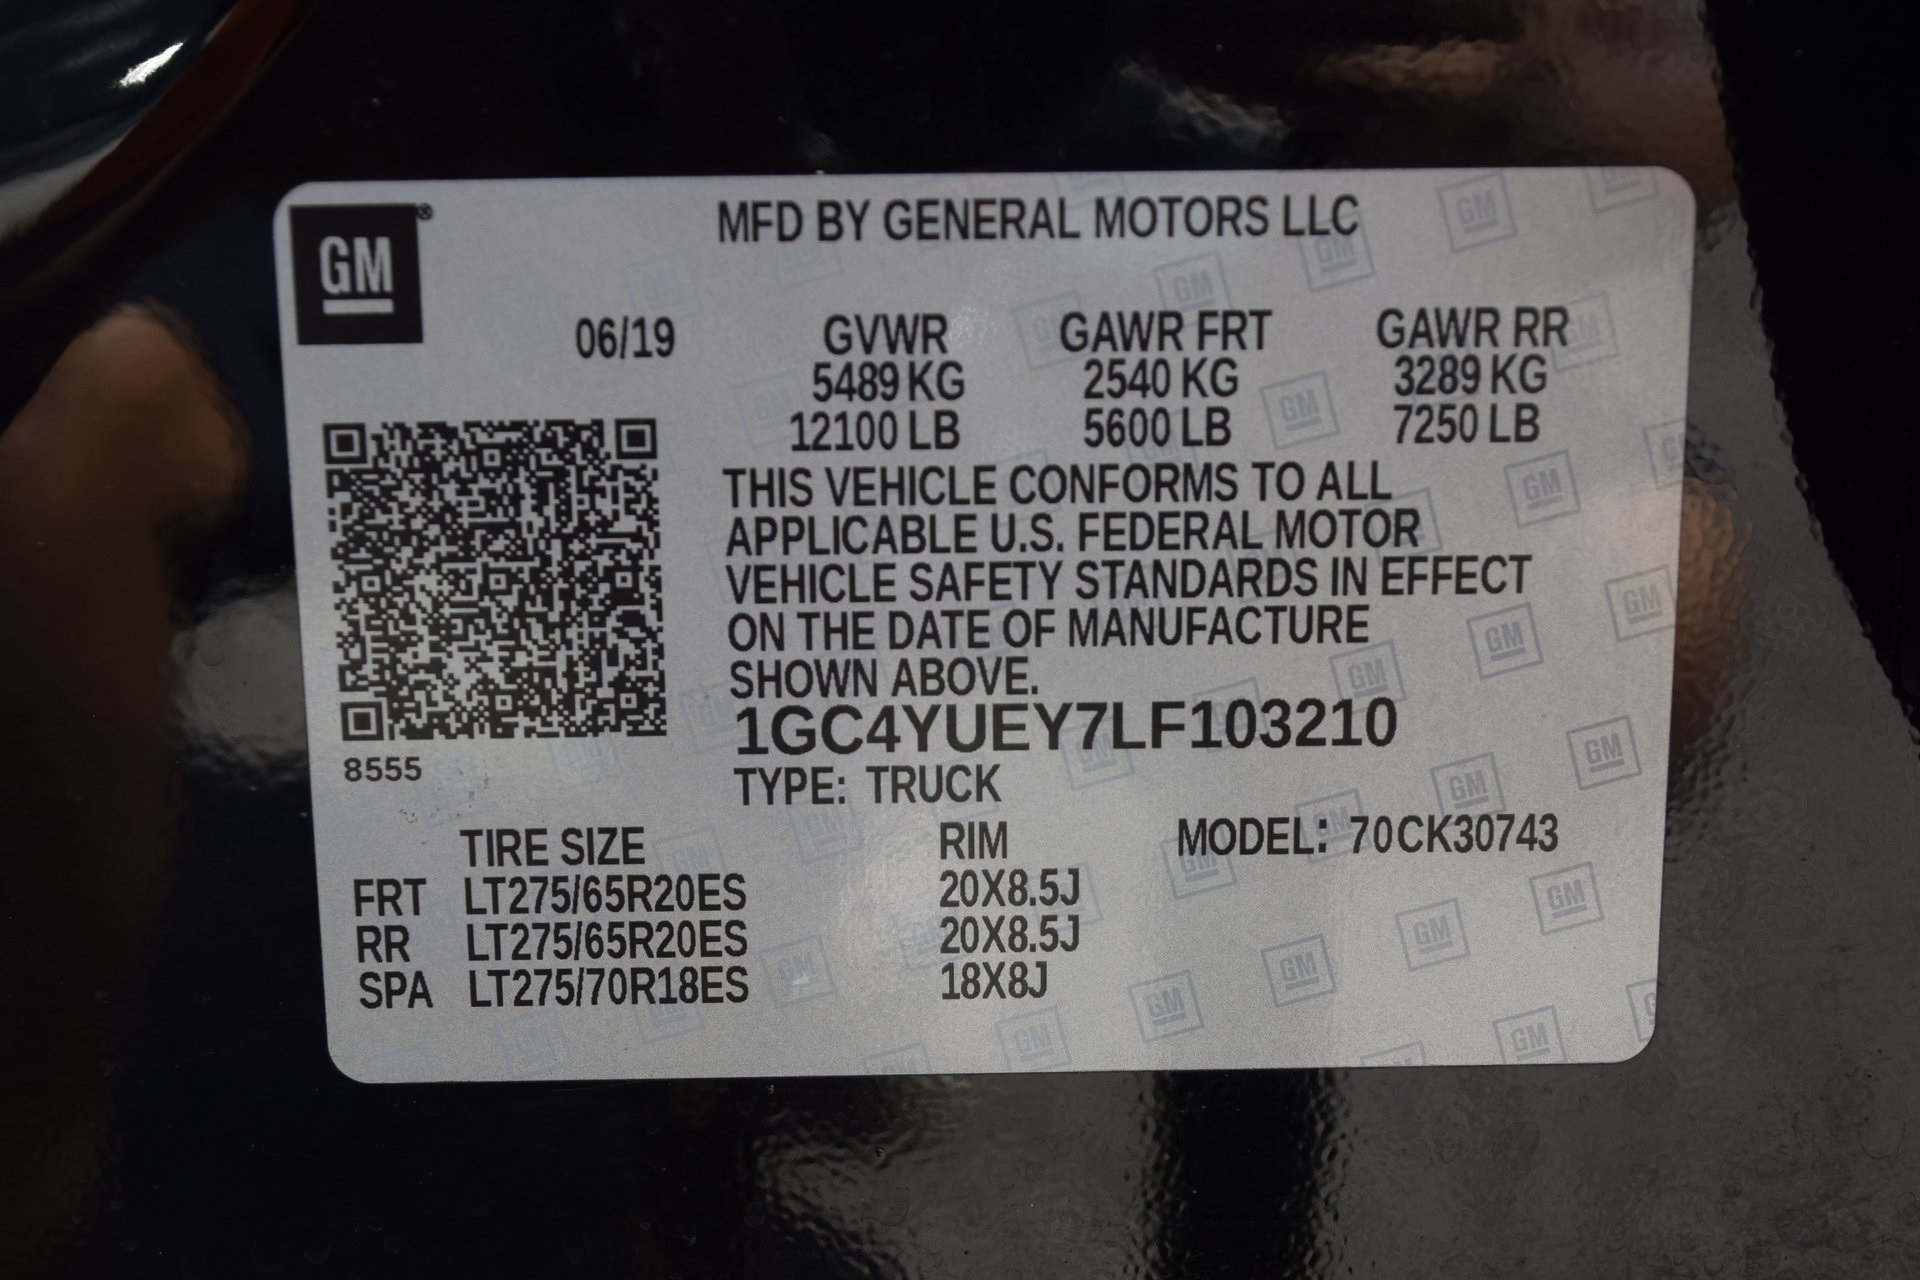 GM®
MFD BY GENERAL MOTORS LLC
06/19 GVWR GAWR FRT GAWR RR
5489 KG 2540 KG 3289 KG
12100 LB 5600 LB 7250 LB
THIS VEHICLE CONFORMS TO ALL
APPLICABLE U.S. FEDERAL MOTOR
VEHICLE SAFETY STANDARDS IN EFFECT
ON THE DATE OF MANUFACTURE
SHOWN ABOVE.
1GC4YUEY7LF103210
8555
TYPE: TRUCK
TIRE SIZE RIM MODEL: 70CK30743
FRT LT275/65R20ES 20X8.5J
RR LT275/65R20ES 20X8.5J
SPA LT275/70R18ES 18X8J